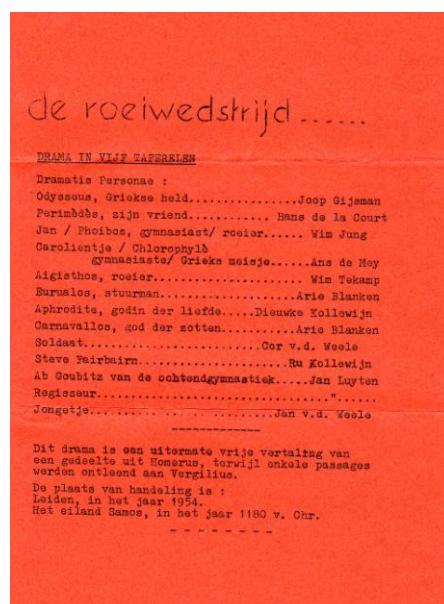 de roeiwedstrijd ......
DRAMA IN VIJF TAFERELEN
Dramatis Personae :
Odysseus, Griekse held..................Joop Gijsman
Perimèdès, zijn vriend............ Hans de la Court
Jan / Phoibos, gymnasiast/ roeier...... Wim Jung
Carolientje / Chlorophylè
gymnasiaste/ Grieks meisje......Ans de Mey
Aigisthos, roeier.................... Wim Tekamp
Eurualos, stuurman..................Arie Blanken
Aphrodite, godin der liefde.....Dieuwke Kollewijn
Carnavallos, god der zotten.........Arie Blanken
Soldaat..........................Cor v.d. Weele
Steve Fairbairn....................Ru Kollewijn
Ab Goubitz van de ochtendgymnastiek.....Jan Luyten
Regisseur............................."......
Jongetje...........................Jan v.d. Weele
Dit drama is een uitermate vrije vertaling van
een gedeelte uit Homerus, terwijl enkele passages
werden ontleend aan Vergilius.
De plaats van handeling is :
Leiden, in het jaar 1954.
Het eiland Samos, in het jaar 1180 v. Chr.